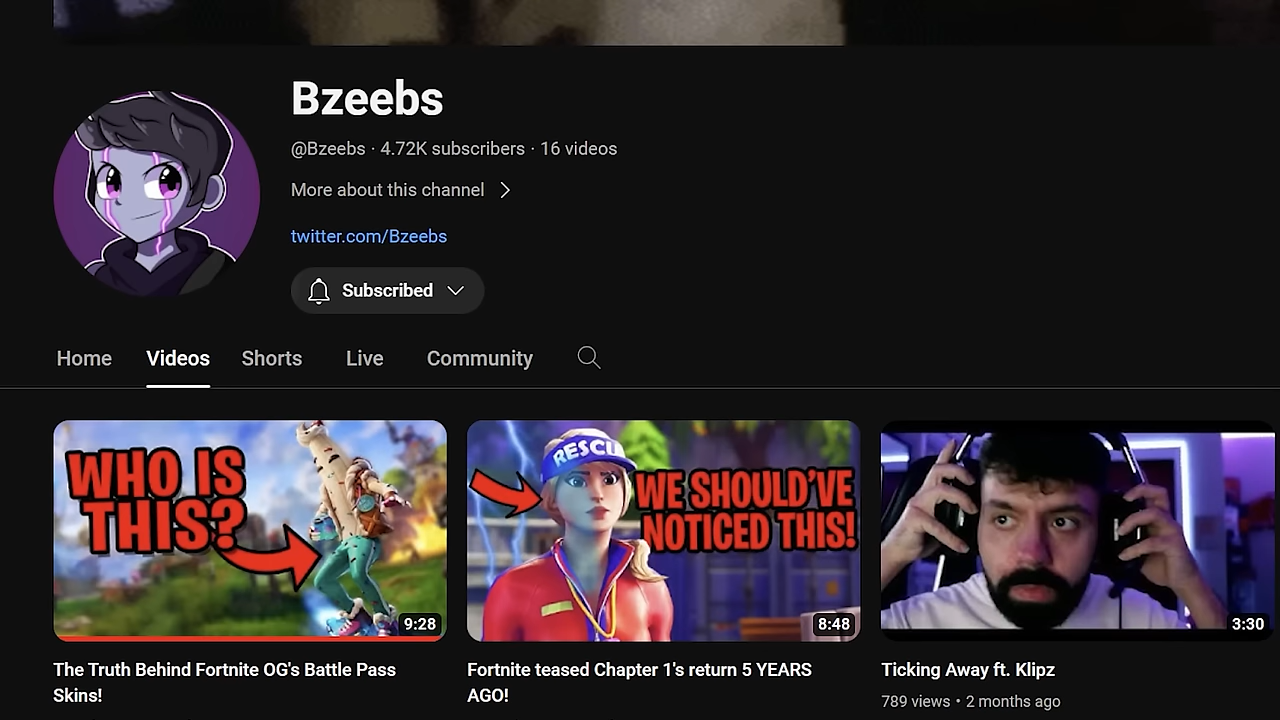 Bzeebs
@Bzeebs · 4.72K subscribers · 16 videos
More about this channel
twitter.com/Bzeebs
Subscribed
Home Videos Shorts Live Community
WHO IS
THIS?
9:28
RESCU
WE SHOULD'VE
NOTICED THIS!
8:48
3:30
The Truth Behind Fortnite OG's Battle Pass
Skins!
Fortnite teased Chapter 1's return 5 YEARS
AGO!
Ticking Away ft. Klipz
789 views • 2 months ago